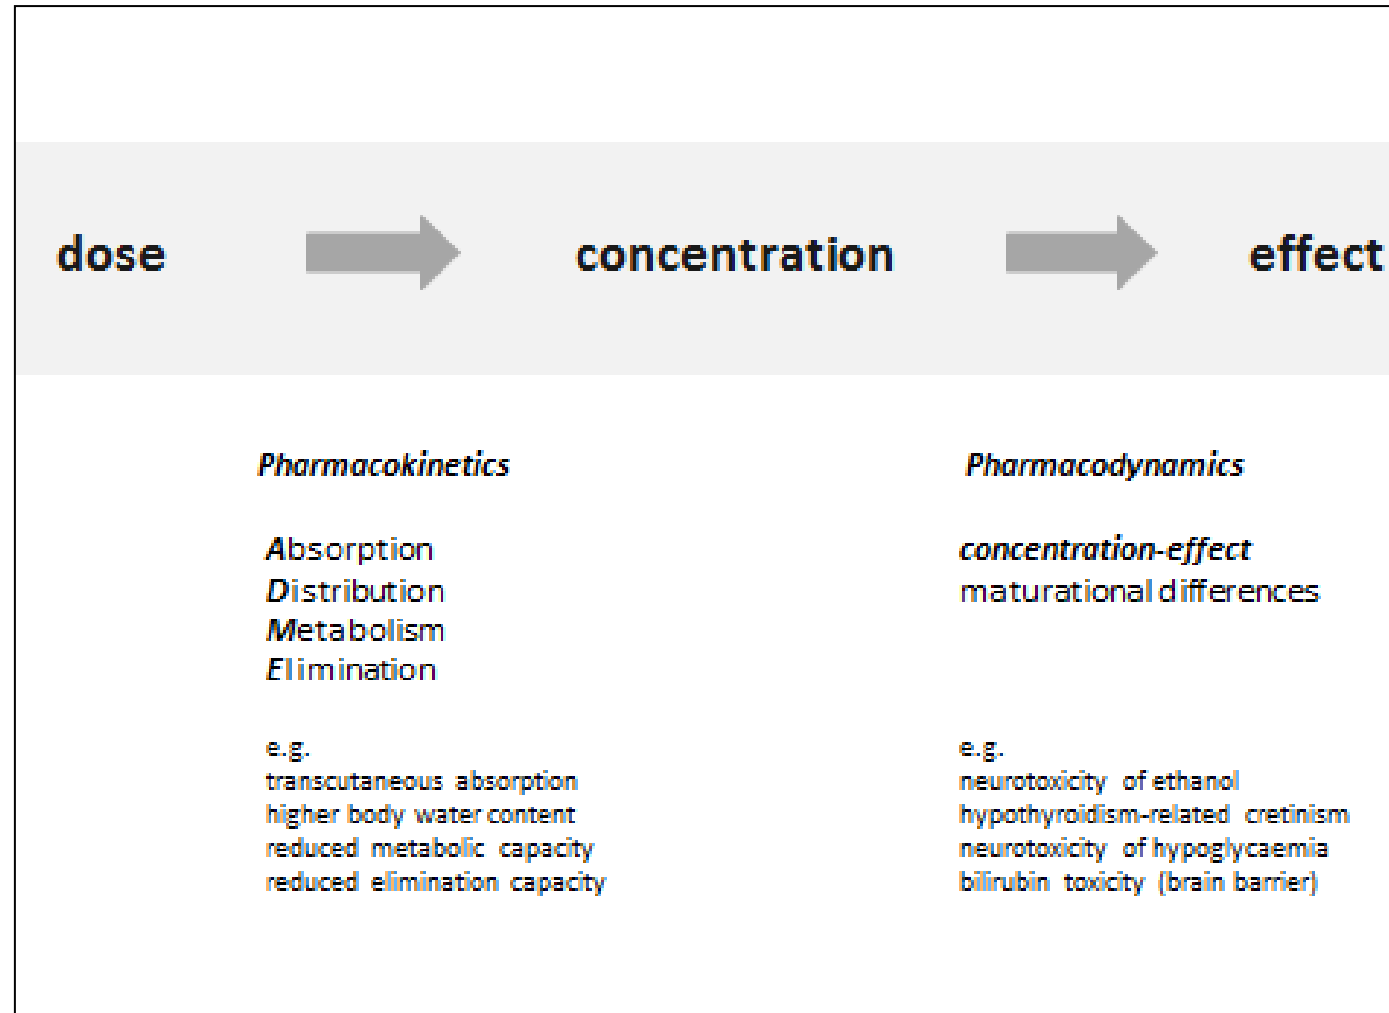 dose concentration effect
Pharmacokinetics
Absorption
Distribution
Metabolism
Elimination
e.g.
transcutaneous absorption
higher body water content
reduced metabolic capacity
reduced elimination capacity
Pharmacodynamics
concentration-effect
maturational differences
e.g.
neurotoxicity of ethanol
hypothyroidism-related cretinism
neurotoxicity of hypoglycaemia
bilirubin toxicity (brain barrier)